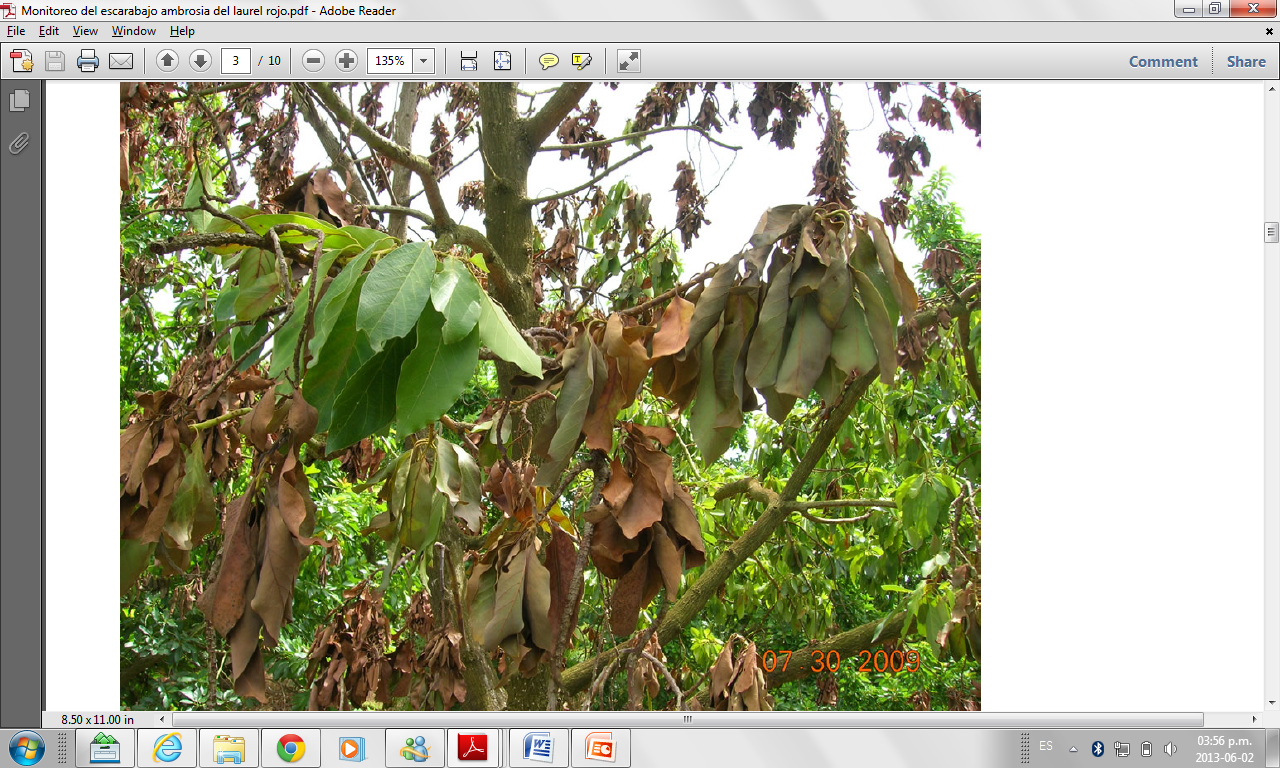 Monitoreo del escarabajo ambrosia del laurel rojo.pdf - Adobe Reader
File Edit View Window Help
3 / 10 135% Comment Share
07 30 2009
8.50 x 11.00 in
ES 03:56 p.m.
2013-06-02